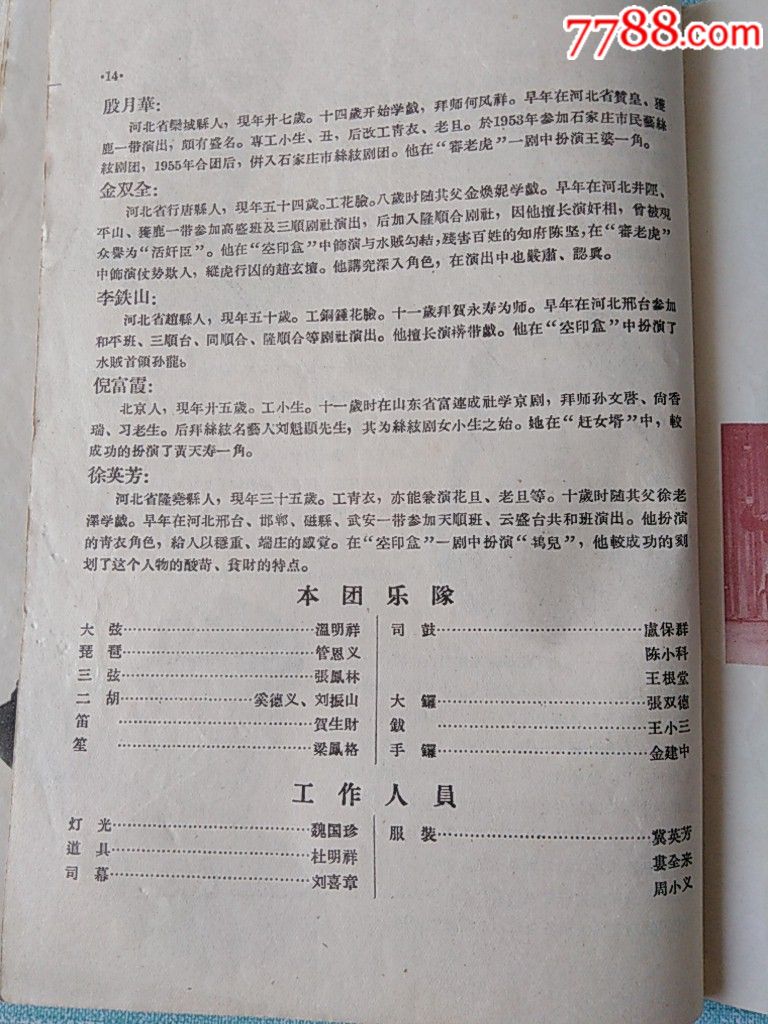 7788.com
·14·
殷月華：
河北省欒城縣人，現年卅七歲。十四歲开始学戯，拜师何凤祥。早年在河北省贊皇、獲
鹿一带演出，頗有盛名。專工小生、丑，后改工青衣、老旦。於1953年参加石家庄市民藝絲
絃剧团，1955年合团后，併入石家庄市絲絃剧团。他在“審老虎”一剧中扮演王婆一角。
金双全：
河北省行唐縣人，現年五十四歲。工花臉。八歲时随其父金煥妮学戯。早年在河北井陘、
平山、獲鹿一带参加高盛班及三順剧社演出，后加入隆順合剧社，因他擅长演奸相，曾被观
众譽为“活奸臣”。他在“空印盒”中飾演与水贼勾結，殘害百姓的知府陈坚，在“審老虎”
中飾演仗势欺人，縱虎行凶的趙玄壇。他講究深入角色，在演出中也嚴肅、認眞。
李鉄山：
河北省趙縣人，現年五十歲。工銅錘花臉。十一歲拜賀永寿为师。早年在河北邢台参加
和平班、三順台、同順合、隆順合等剧社演出。他擅长演褡带戯。他在“空印盒”中扮演了
水贼首領孙龍。
倪富霞：
北京人，現年廿五歲。工小生。十一歲时在山东省富連成社学京剧，拜师孙文啓、尙香
瑞、习老生。后拜絲絃名藝人刘魁顯先生，其为絲絃剧女小生之始。她在“赶女壻”中，較
成功的扮演了黃天寿一角。
徐英芳：
河北省隆堯縣人，現年三十五歲。工青衣，亦能兼演花旦、老旦等。十歲时随其父徐老
澤学戯。早年在河北邢台、邯郸、磁縣、武安一带参加天順班、云盛台共和班演出。他扮演
的青衣角色，給人以穩重、端庄的感覚。在“空印盒”一剧中扮演“鴇兒”，他較成功的刻
划了这个人物的酸苛、貪財的特点。
本团乐隊
大弦……溫明祥
琵琶……管恩义
三弦……張鳳林
二胡……奚德义、刘振山
笛……賀生財
笙……梁鳳格
司鼓……盧保群
陈小科
王根堂
大鑼……張双德
鈸……王小三
手鑼……金建中
工作人員
灯光……魏国珍
道具……杜明祥
司幕……刘喜章
服裝……冀英芳
婁全来
周小义